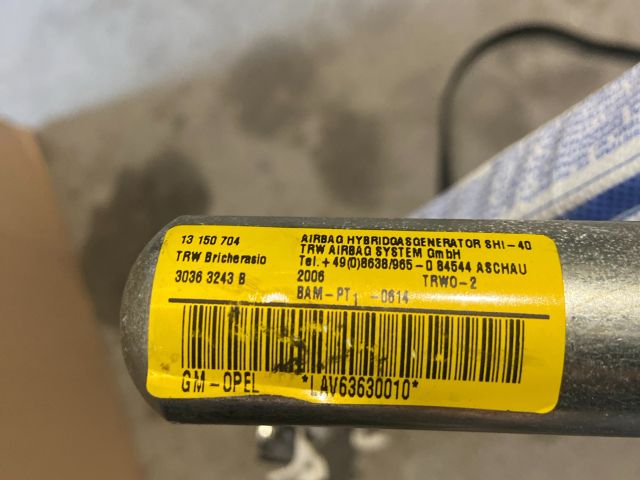 13 150 704
TRW Bricherasio
3036 3243 B
AIRBAG HYBRIDGASGENERATOR SHI-40
TRW AIRBAG SYSTEM GmbH
Tel.+49(0)8638/965-0 84544 ASCHAU
2006 TRWO-2
BAM-PT1 -0614
GM-OPEL *LAV63630010*